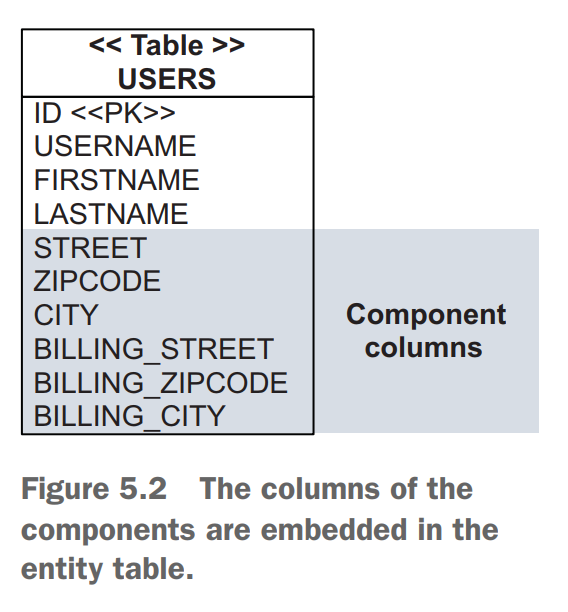 << Table >>
USERS
ID <<PK>>
USERNAME
FIRSTNAME
LASTNAME
STREET
ZIPCODE
CITY
BILLING_STREET
BILLING_ZIPCODE
BILLING_CITY
Component
columns
Figure 5.2 The columns of the
components are embedded in the
entity table.